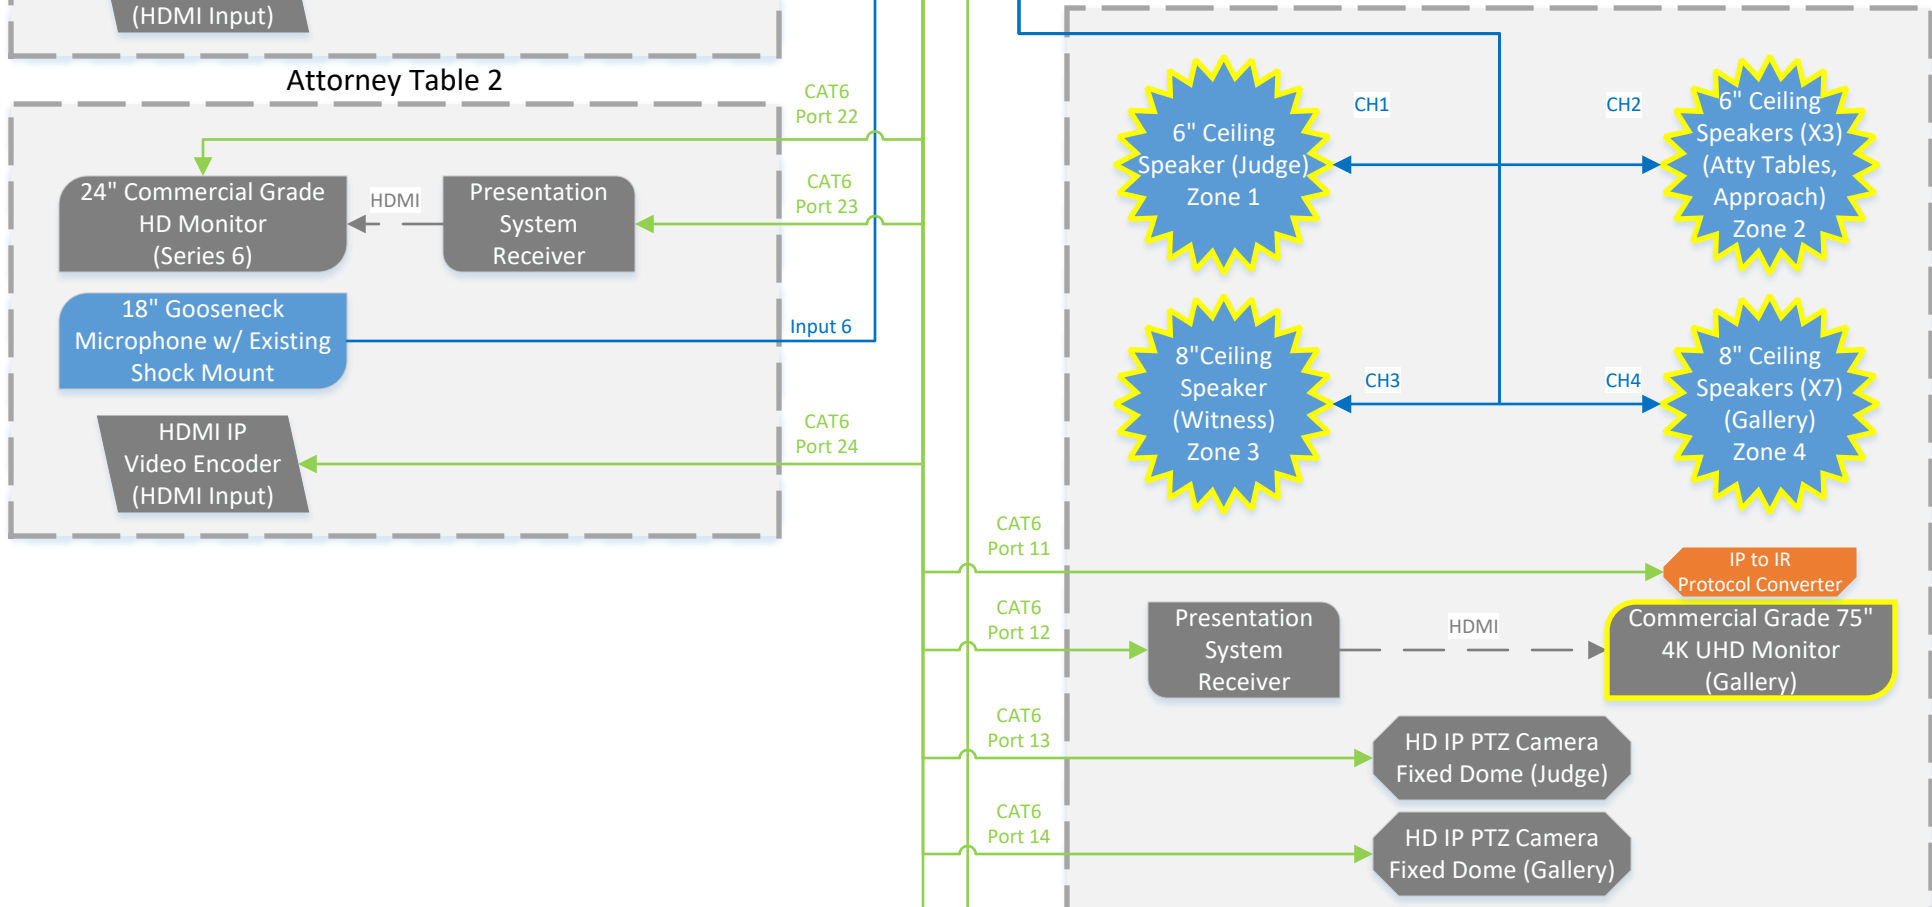 (HDMI Input)
Attorney Table 2
CAT6
Port 22
24" Commercial Grade
HD Monitor
(Series 6)
HDMI
Presentation
System
Receiver
CAT6
Port 23
18" Gooseneck
Microphone w/ Existing
Shock Mount
Input 6
HDMI IP
Video Encoder
(HDMI Input)
CAT6
Port 24
6" Ceiling
Speaker (Judge)
Zone 1
CH1
CH2
6" Ceiling
Speakers (X3)
(Atty Tables,
Approach)
Zone 2
8"Ceiling
Speaker
(Witness)
Zone 3
CH3
CH4
8" Ceiling
Speakers (X7)
(Gallery)
Zone 4
CAT6
Port 11
IP to IR
Protocol Converter
CAT6
Port 12
Presentation
System
Receiver
HDMI
Commercial Grade 75"
4K UHD Monitor
(Gallery)
CAT6
Port 13
HD IP PTZ Camera
Fixed Dome (Judge)
CAT6
Port 14
HD IP PTZ Camera
Fixed Dome (Gallery)